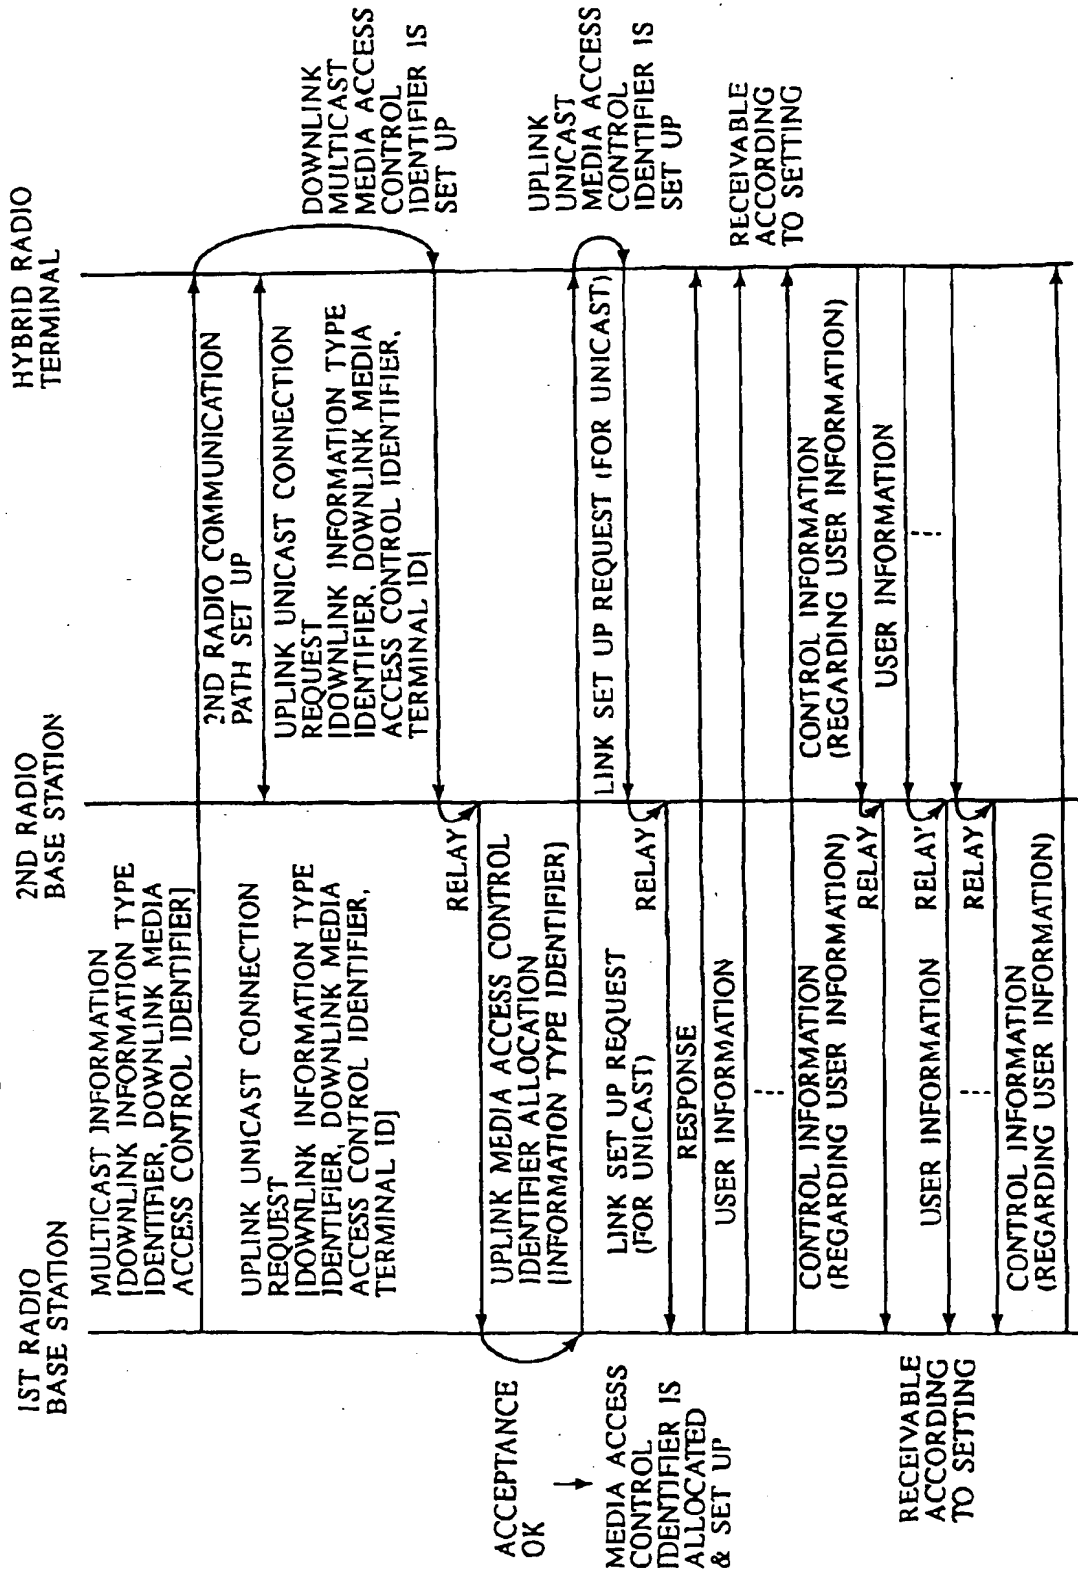 1ST RADIO
BASE STATION
2ND RADIO
BASE STATION
HYBRID RADIO
TERMINAL
MULTICAST INFORMATION
[DOWNLINK INFORMATION TYPE
IDENTIFIER, DOWNLINK MEDIA
ACCESS CONTROL IDENTIFIER]
2ND RADIO COMMUNICATION
PATH SET UP
DOWNLINK
MULTICAST
MEDIA ACCESS
CONTROL
IDENTIFIER IS
SET UP
UPLINK UNICAST CONNECTION
REQUEST
[DOWNLINK INFORMATION TYPE
IDENTIFIER, DOWNLINK MEDIA
ACCESS CONTROL IDENTIFIER,
TERMINAL ID]
UPLINK UNICAST CONNECTION
REQUEST
[DOWNLINK INFORMATION TYPE
IDENTIFIER, DOWNLINK MEDIA
ACCESS CONTROL IDENTIFIER,
TERMINAL ID]
RELAY
ACCEPTANCE
OK
MEDIA ACCESS
CONTROL
IDENTIFIER IS
ALLOCATED
& SET UP
UPLINK MEDIA ACCESS CONTROL
IDENTIFIER ALLOCATION
[INFORMATION TYPE IDENTIFIER]
UPLINK
UNICAST
MEDIA ACCESS
CONTROL
IDENTIFIER IS
SET UP
LINK SET UP REQUEST (FOR UNICAST)
LINK SET UP REQUEST
(FOR UNICAST)
RELAY
RESPONSE
USER INFORMATION
RECEIVABLE
ACCORDING
TO SETTING
CONTROL INFORMATION
(REGARDING USER INFORMATION)
CONTROL INFORMATION
(REGARDING USER INFORMATION)
RELAY
USER INFORMATION
USER INFORMATION
RELAY
RELAY
RECEIVABLE
ACCORDING
TO SETTING
CONTROL INFORMATION
(REGARDING USER INFORMATION)